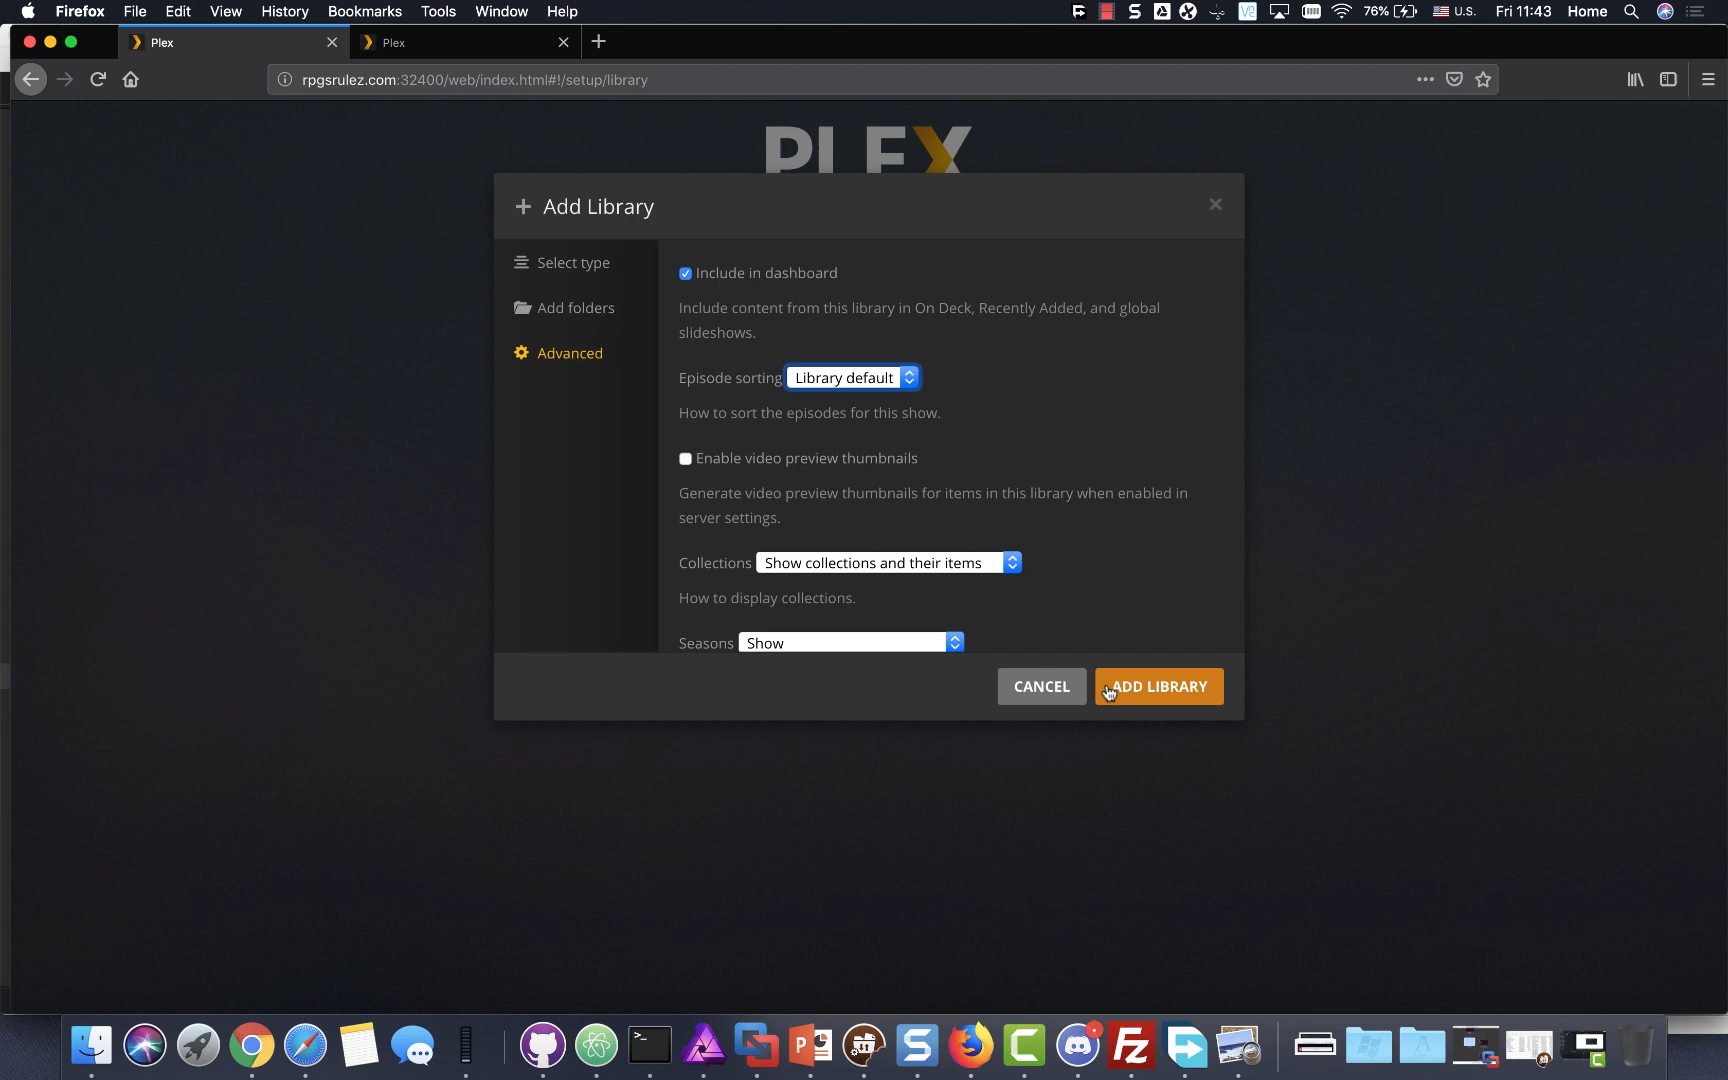 Firefox File Edit View History Bookmarks Tools Window Help 76% U.S. Fri 11:43 Home
Plex Plex
rpgsrulez.com:32400/web/index.html#!/setup/library
PLEX
Add Library
Select type
Add folders
Advanced
Include in dashboard
Include content from this library in On Deck, Recently Added, and global
slideshows.
Episode sorting Library default
How to sort the episodes for this show.
Enable video preview thumbnails
Generate video preview thumbnails for items in this library when enabled in
server settings.
Collections Show collections and their items
How to display collections.
Seasons Show
CANCEL ADD LIBRARY